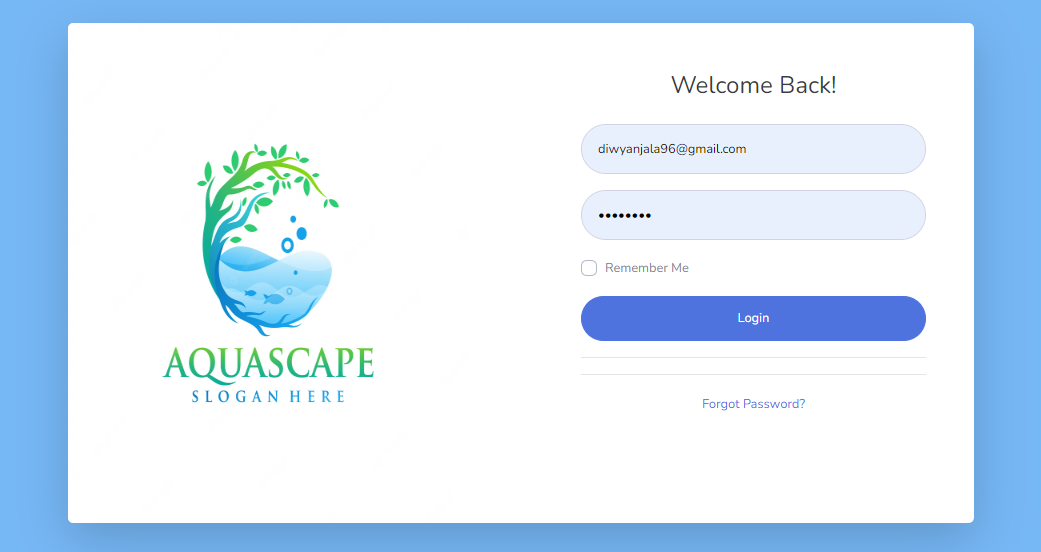 Welcome Back!
diwyanjala96@gmail.com
••••••••
Remember Me
Login
Forgot Password?
AQUASCAPE
SLOGAN HERE